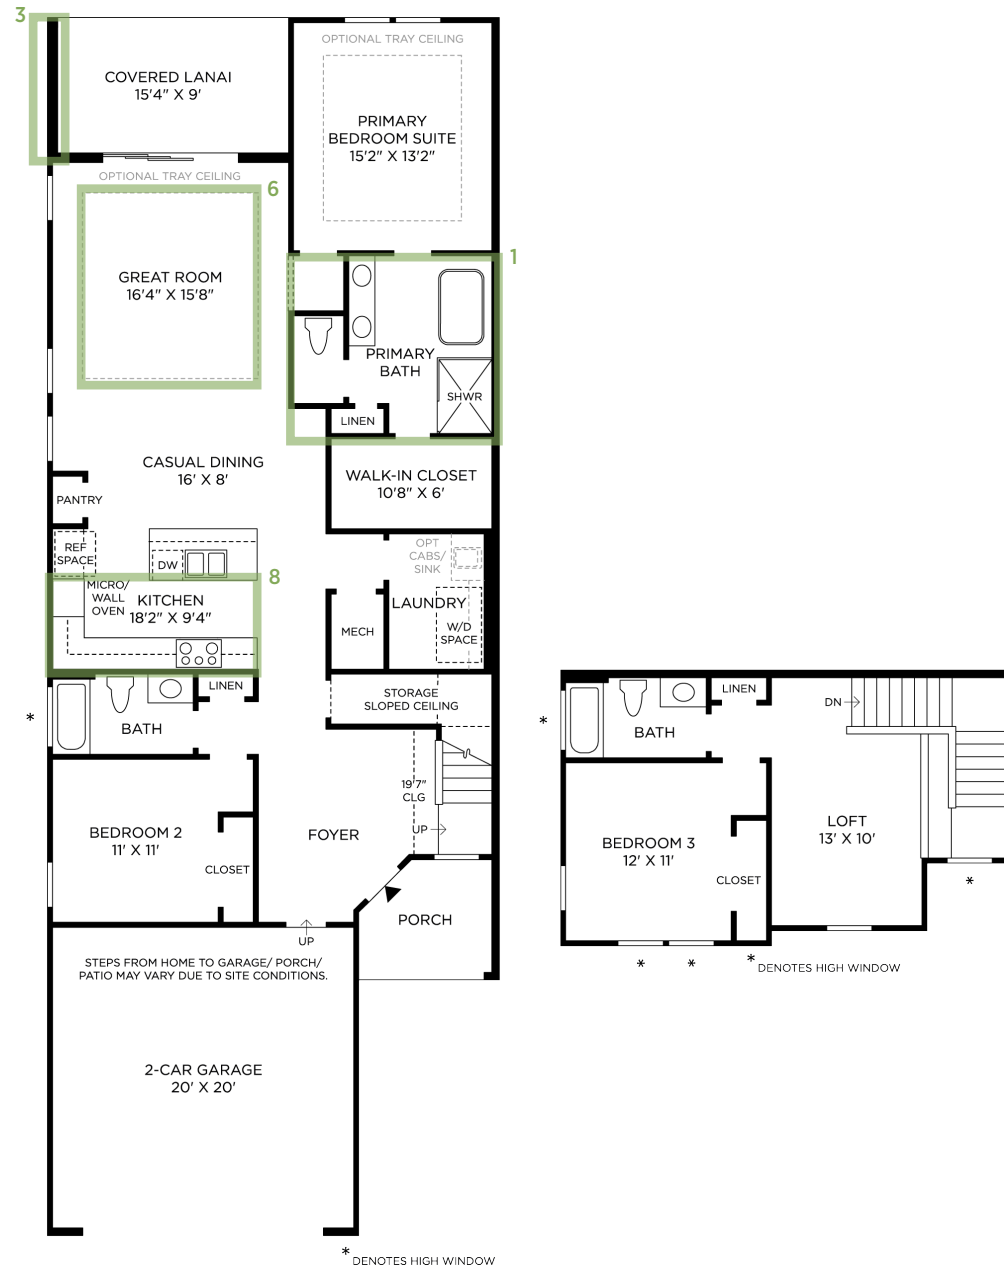 3
COVERED LANAI
15'4" X 9'
OPTIONAL TRAY CEILING
PRIMARY
BEDROOM SUITE
15'2" X 13'2"
OPTIONAL TRAY CEILING
6
GREAT ROOM
16'4" X 15'8"
1
PRIMARY
BATH
SHWR
LINEN
CASUAL DINING
16' X 8'
WALK-IN CLOSET
10'8" X 6'
PANTRY
REF
SPACE
DW
OPT
CABS/
SINK
8
MICRO/
WALL
OVEN
KITCHEN
18'2" X 9'4"
LAUNDRY
W/D
SPACE
MECH
LINEN
STORAGE
SLOPED CEILING
*
BATH
19'7"
CLG
UP
BEDROOM 2
11' X 11'
FOYER
CLOSET
PORCH
UP
STEPS FROM HOME TO GARAGE/ PORCH/
PATIO MAY VARY DUE TO SITE CONDITIONS.
2-CAR GARAGE
20' X 20'
* DENOTES HIGH WINDOW
LINEN
DN
*
BATH
LOFT
13' X 10'
BEDROOM 3
12' X 11'
CLOSET
*
*
*
* DENOTES HIGH WINDOW